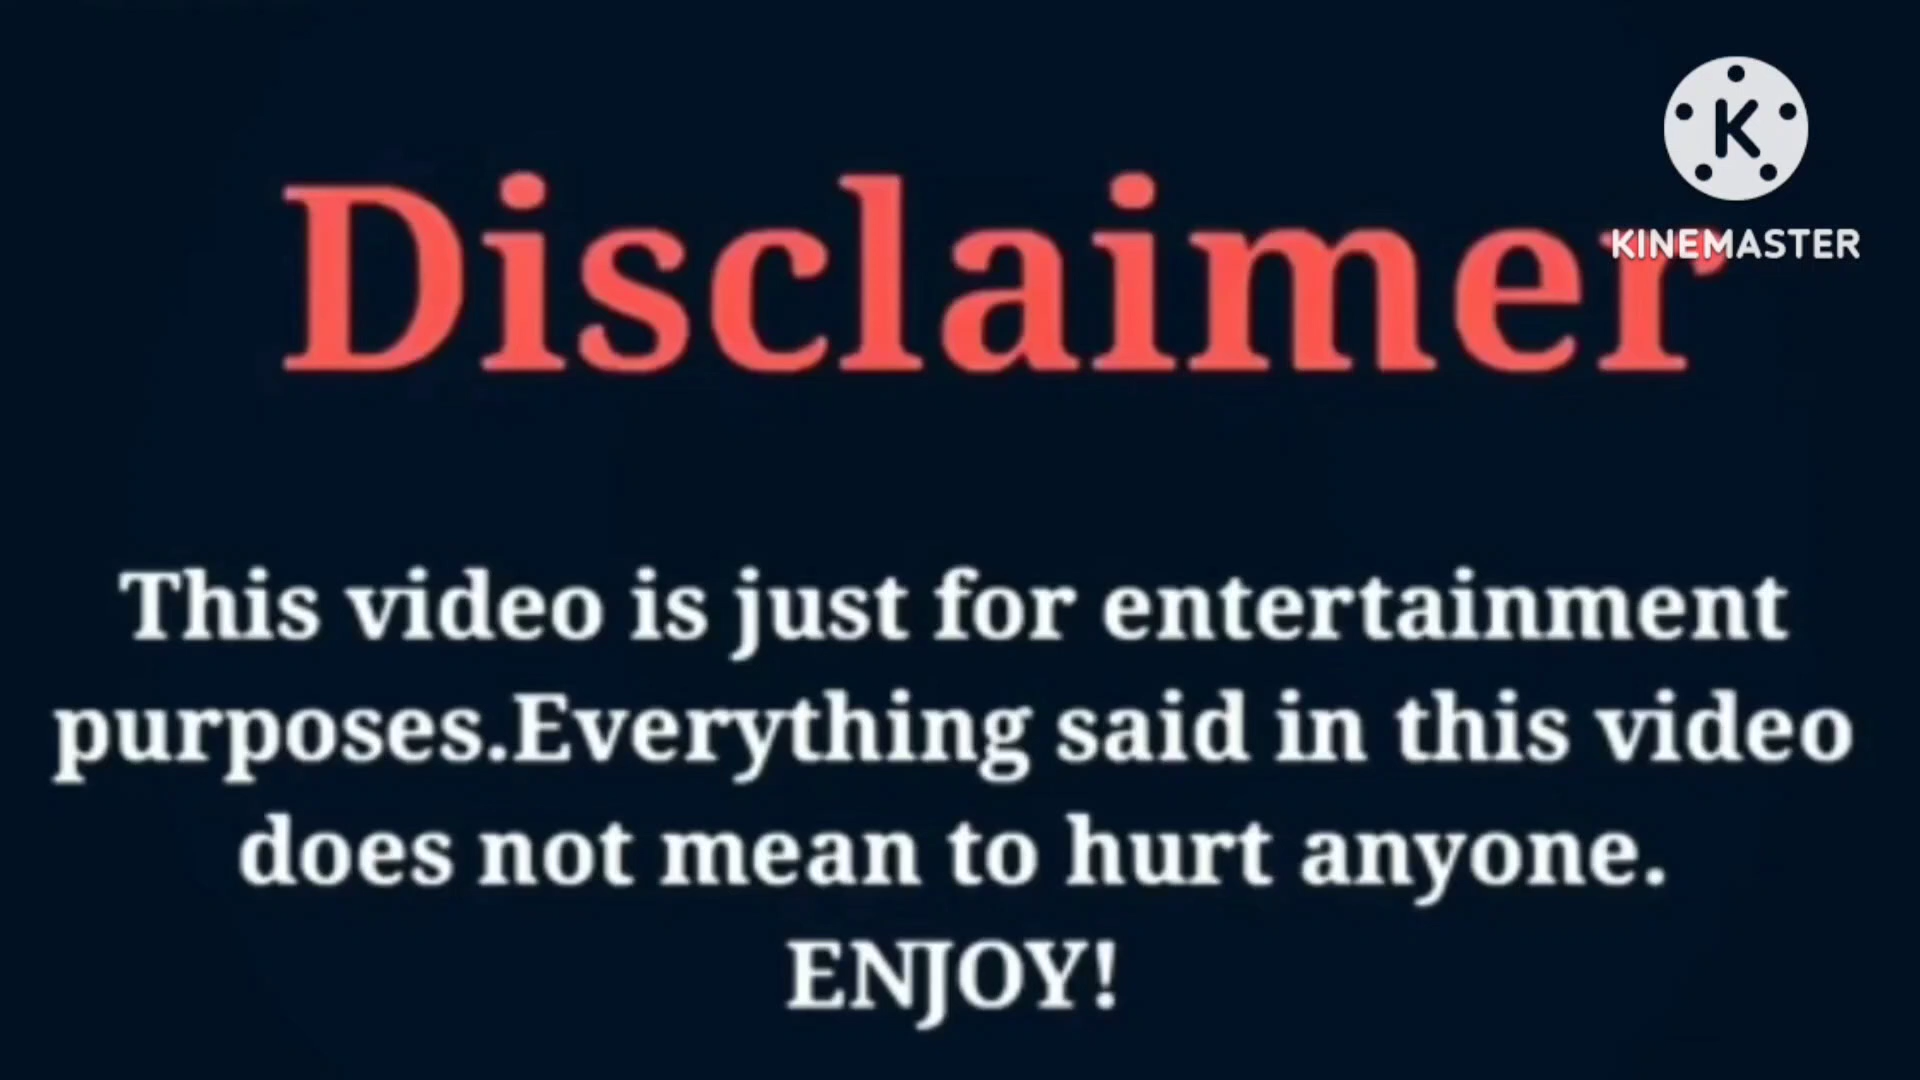 K
KINEMASTER
Disclaimer
This video is just for entertainment
purposes.Everything said in this video
does not mean to hurt anyone.
ENJOY!